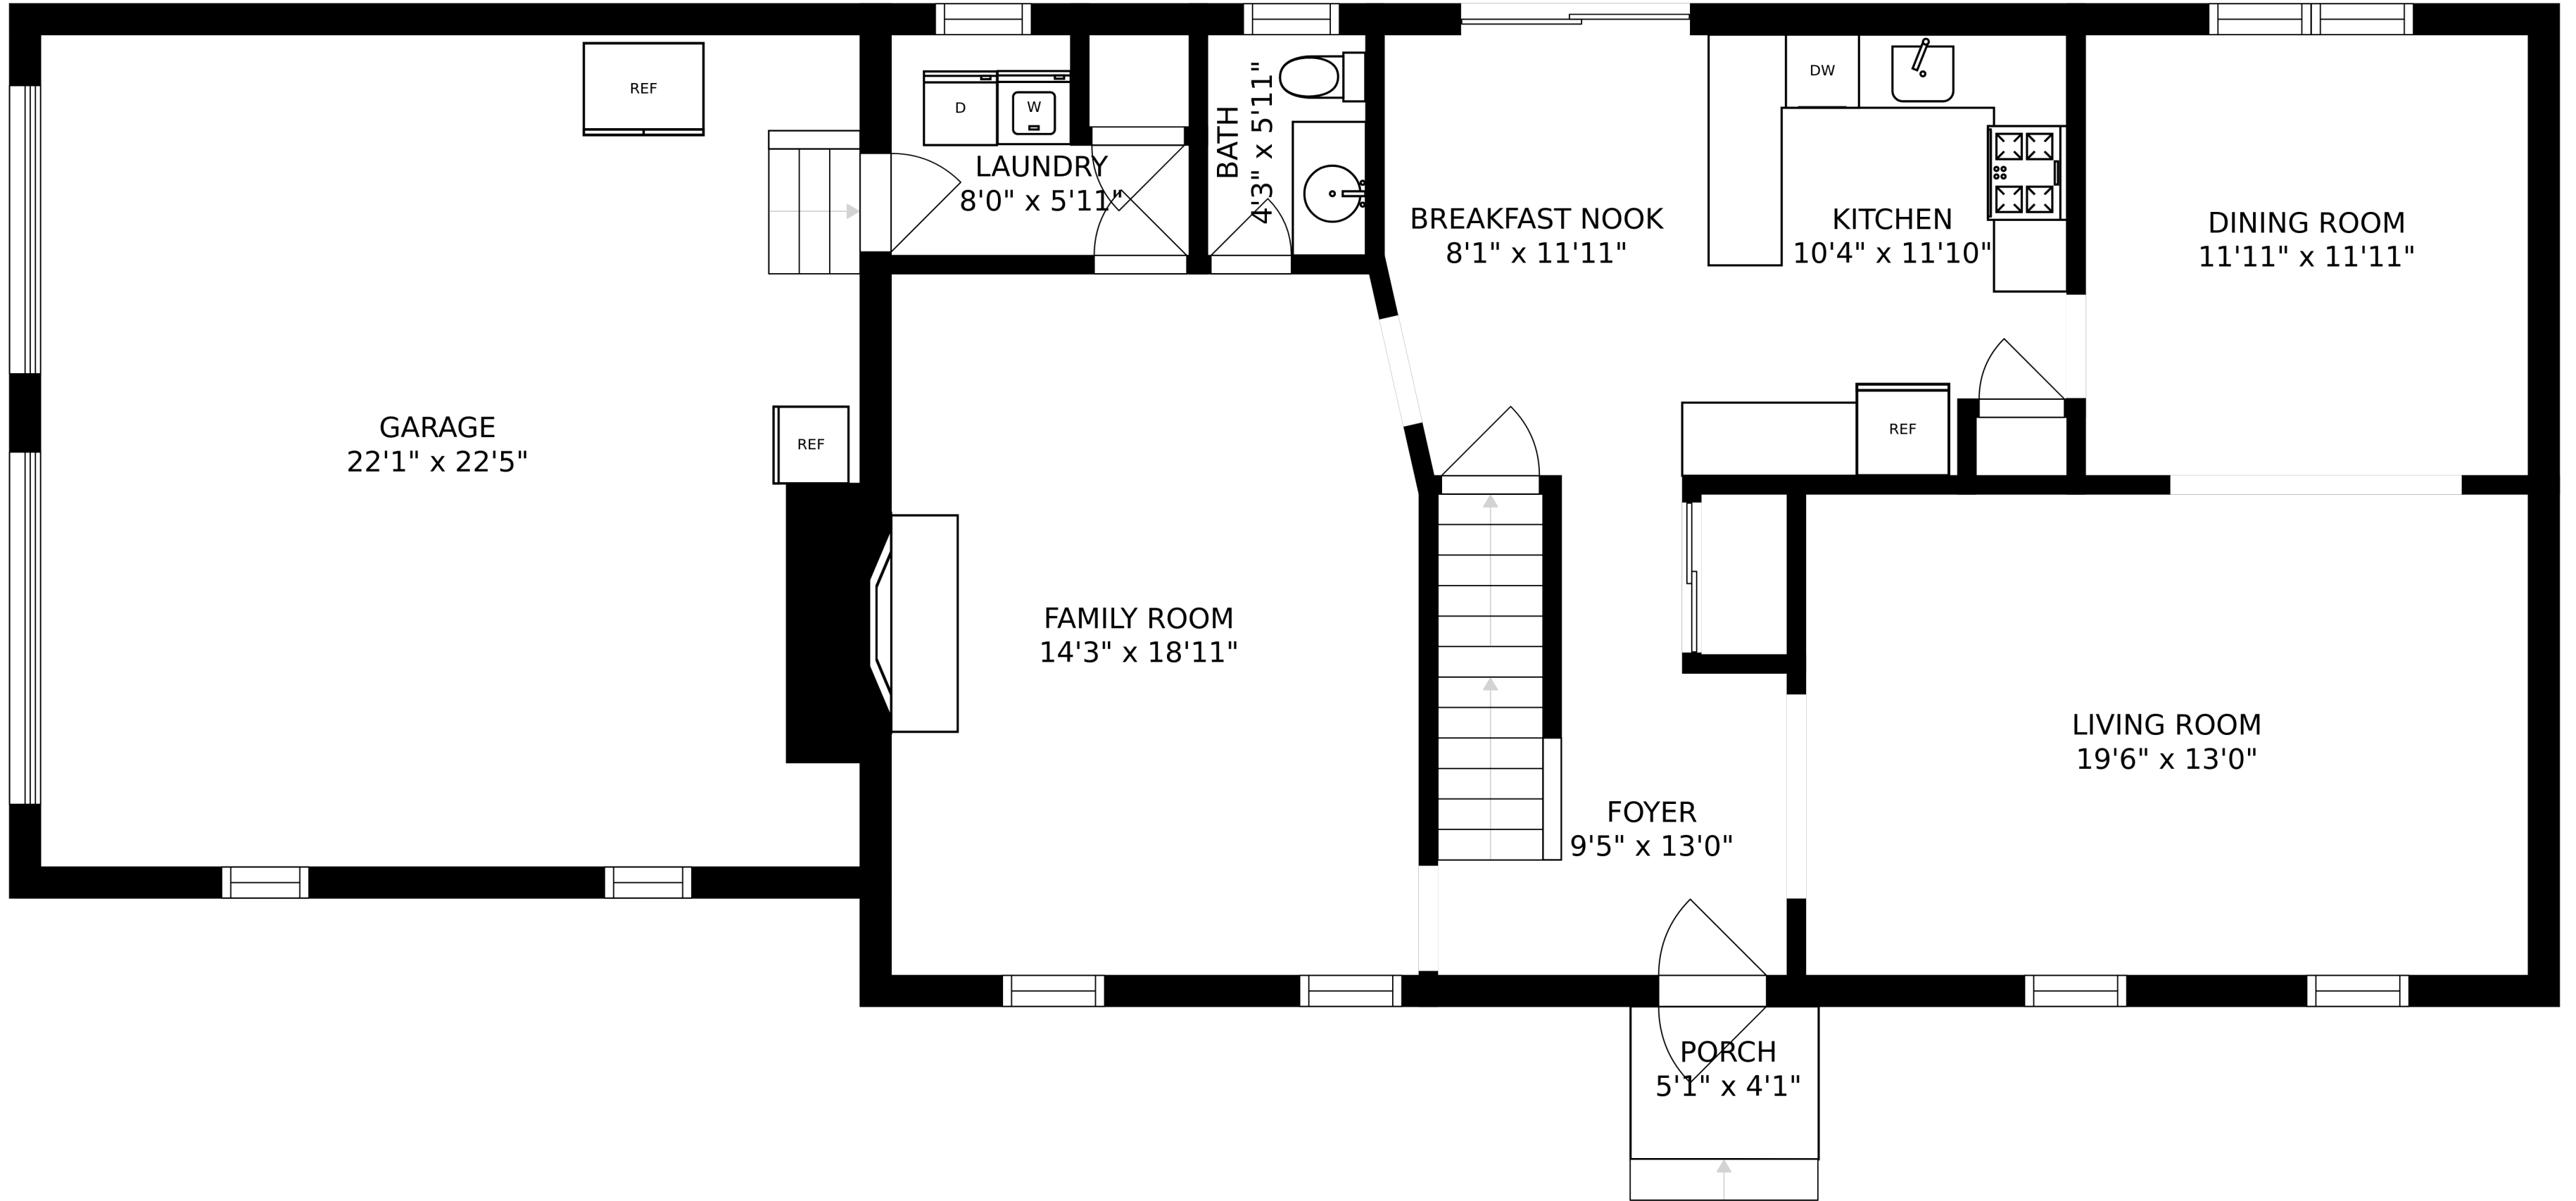 REF
D
W
LAUNDRY
8'0" x 5'11"
BATH
4'3" x 5'11"
DW
BREAKFAST NOOK
8'1" x 11'11"
KITCHEN
10'4" x 11'10"
DINING ROOM
11'11" x 11'11"
GARAGE
22'1" x 22'5"
REF
REF
FAMILY ROOM
14'3" x 18'11"
LIVING ROOM
19'6" x 13'0"
FOYER
9'5" x 13'0"
PORCH
5'1" x 4'1"